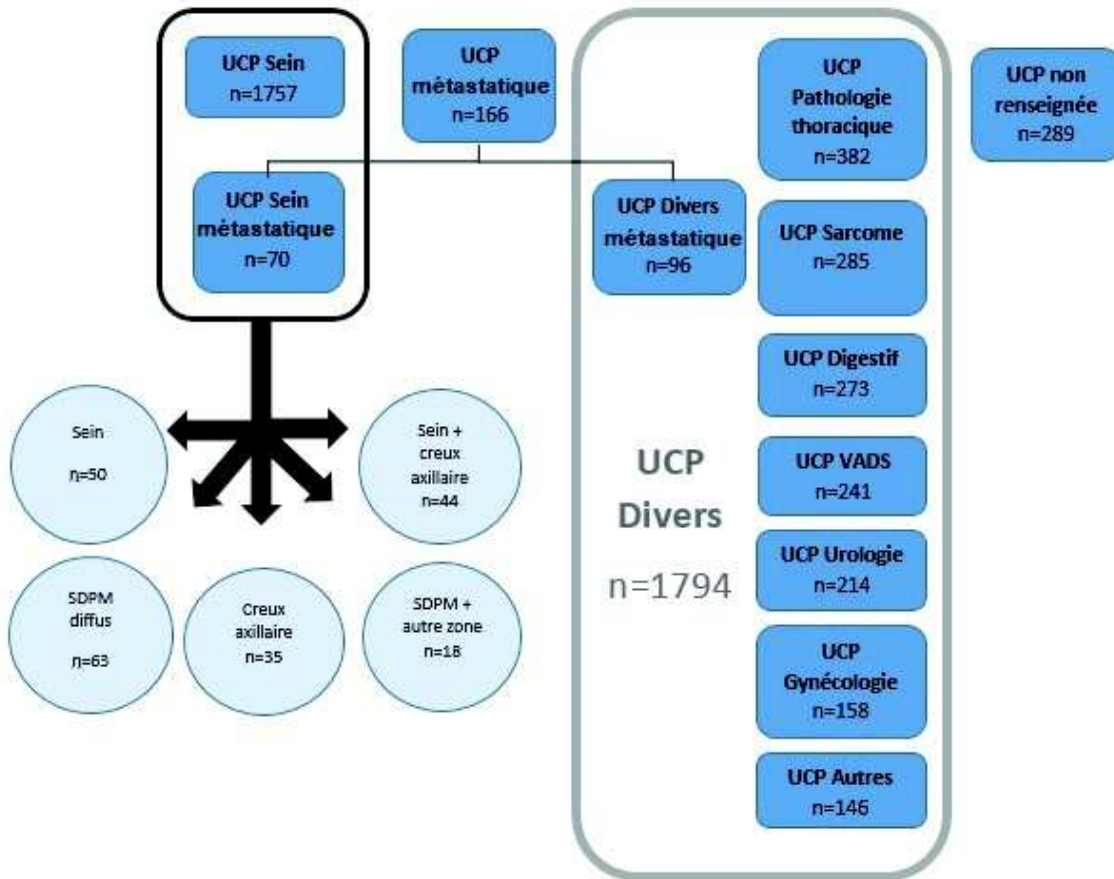 UCP Sein
n=1757
UCP
métastatique
n=166
UCP Sein
métastatique
n=70
UCP Divers
métastatique
n=96
UCP
Pathologie
thoracique
n=382
UCP non
renseignée
n=289
UCP Sarcome
n=285
UCP Digestif
n=273
UCP VADS
n=241
UCP Urologie
n=214
UCP
Gynécologie
n=158
UCP Autres
n=146
UCP
Divers
n=1794
Sein
n=50
Sein +
creux
axillaire
n=44
SDPM
diffus
n=63
Creux
axillaire
n=35
SDPM +
autre zone
n=18